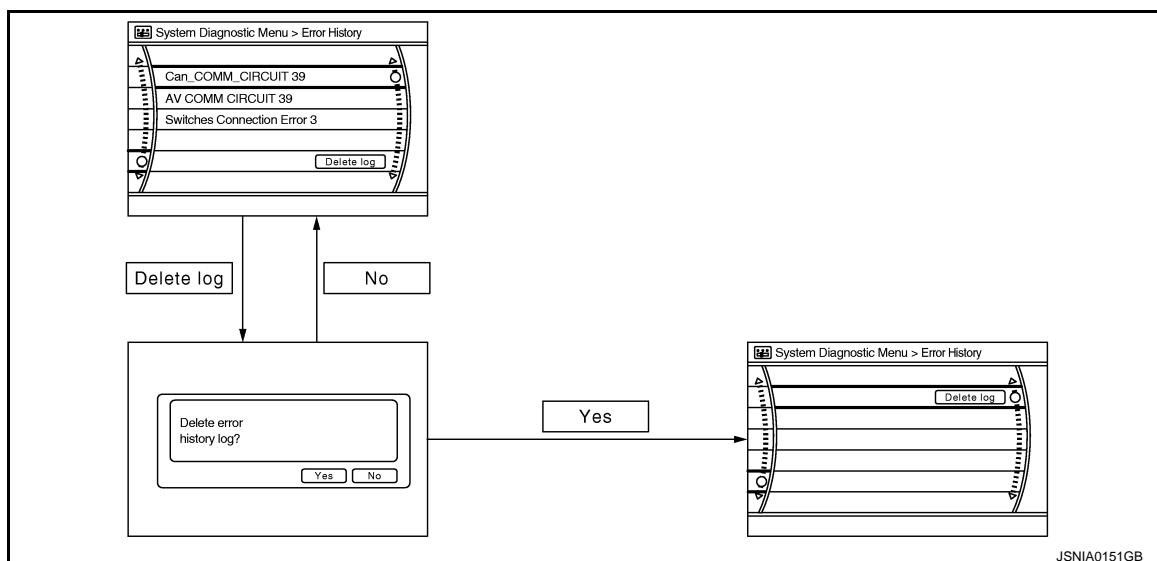 System Diagnostic Menu > Error History
Can_COMM_CIRCUIT 39
AV COMM CIRCUIT 39
Switches Connection Error 3
Delete log
Delete log
No
Delete error
history log?
Yes
No
Yes
System Diagnostic Menu > Error History
Delete log
JSNIA0151GB